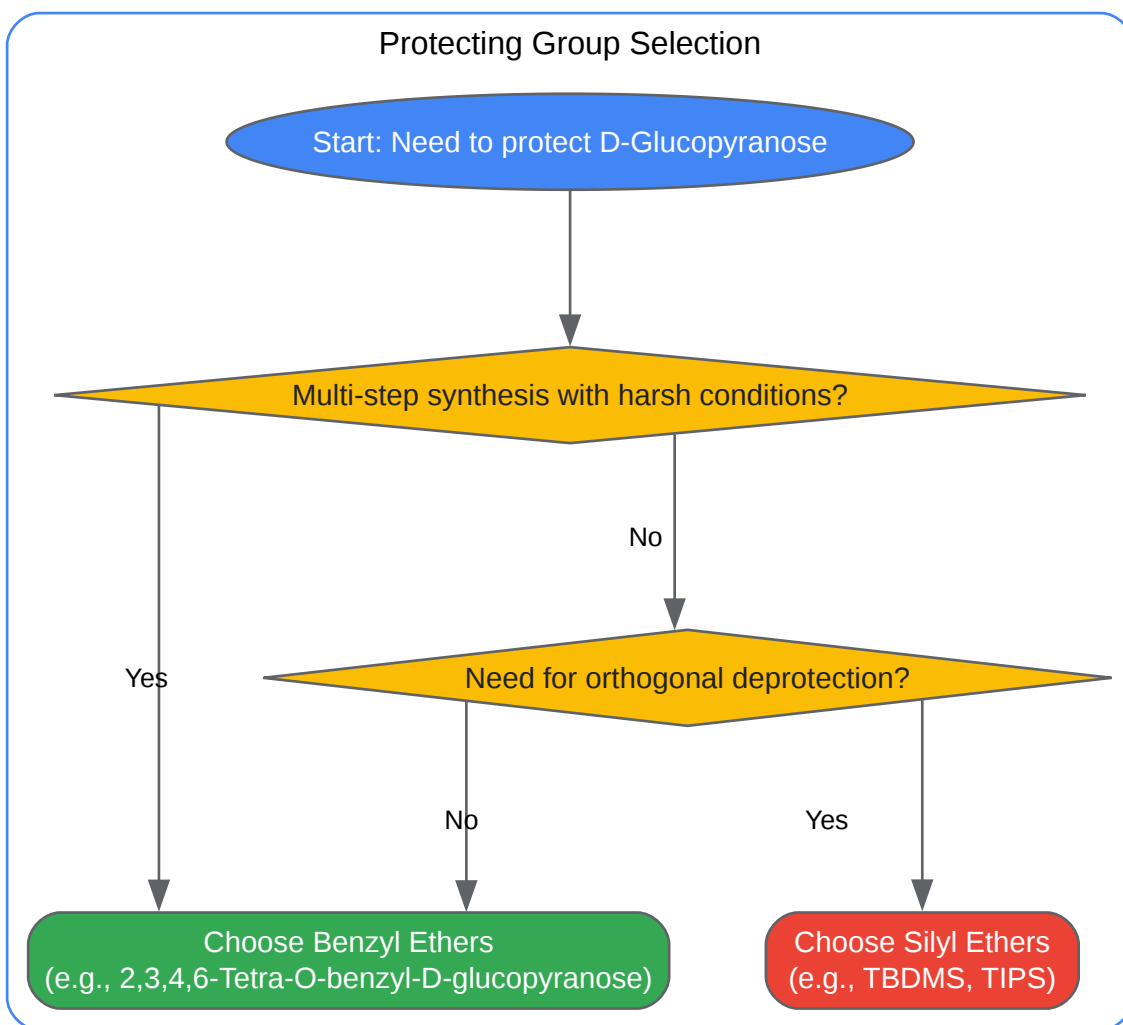 Protecting Group Selection
Start: Need to protect D-Glucopyranose
Multi-step synthesis with harsh conditions?
No
Yes
Need for orthogonal deprotection?
No
Yes
Choose Benzyl Ethers
(e.g., 2,3,4,6-Tetra-O-benzyl-D-glucopyranose)
Choose Silyl Ethers
(e.g., TBDMS, TIPS)